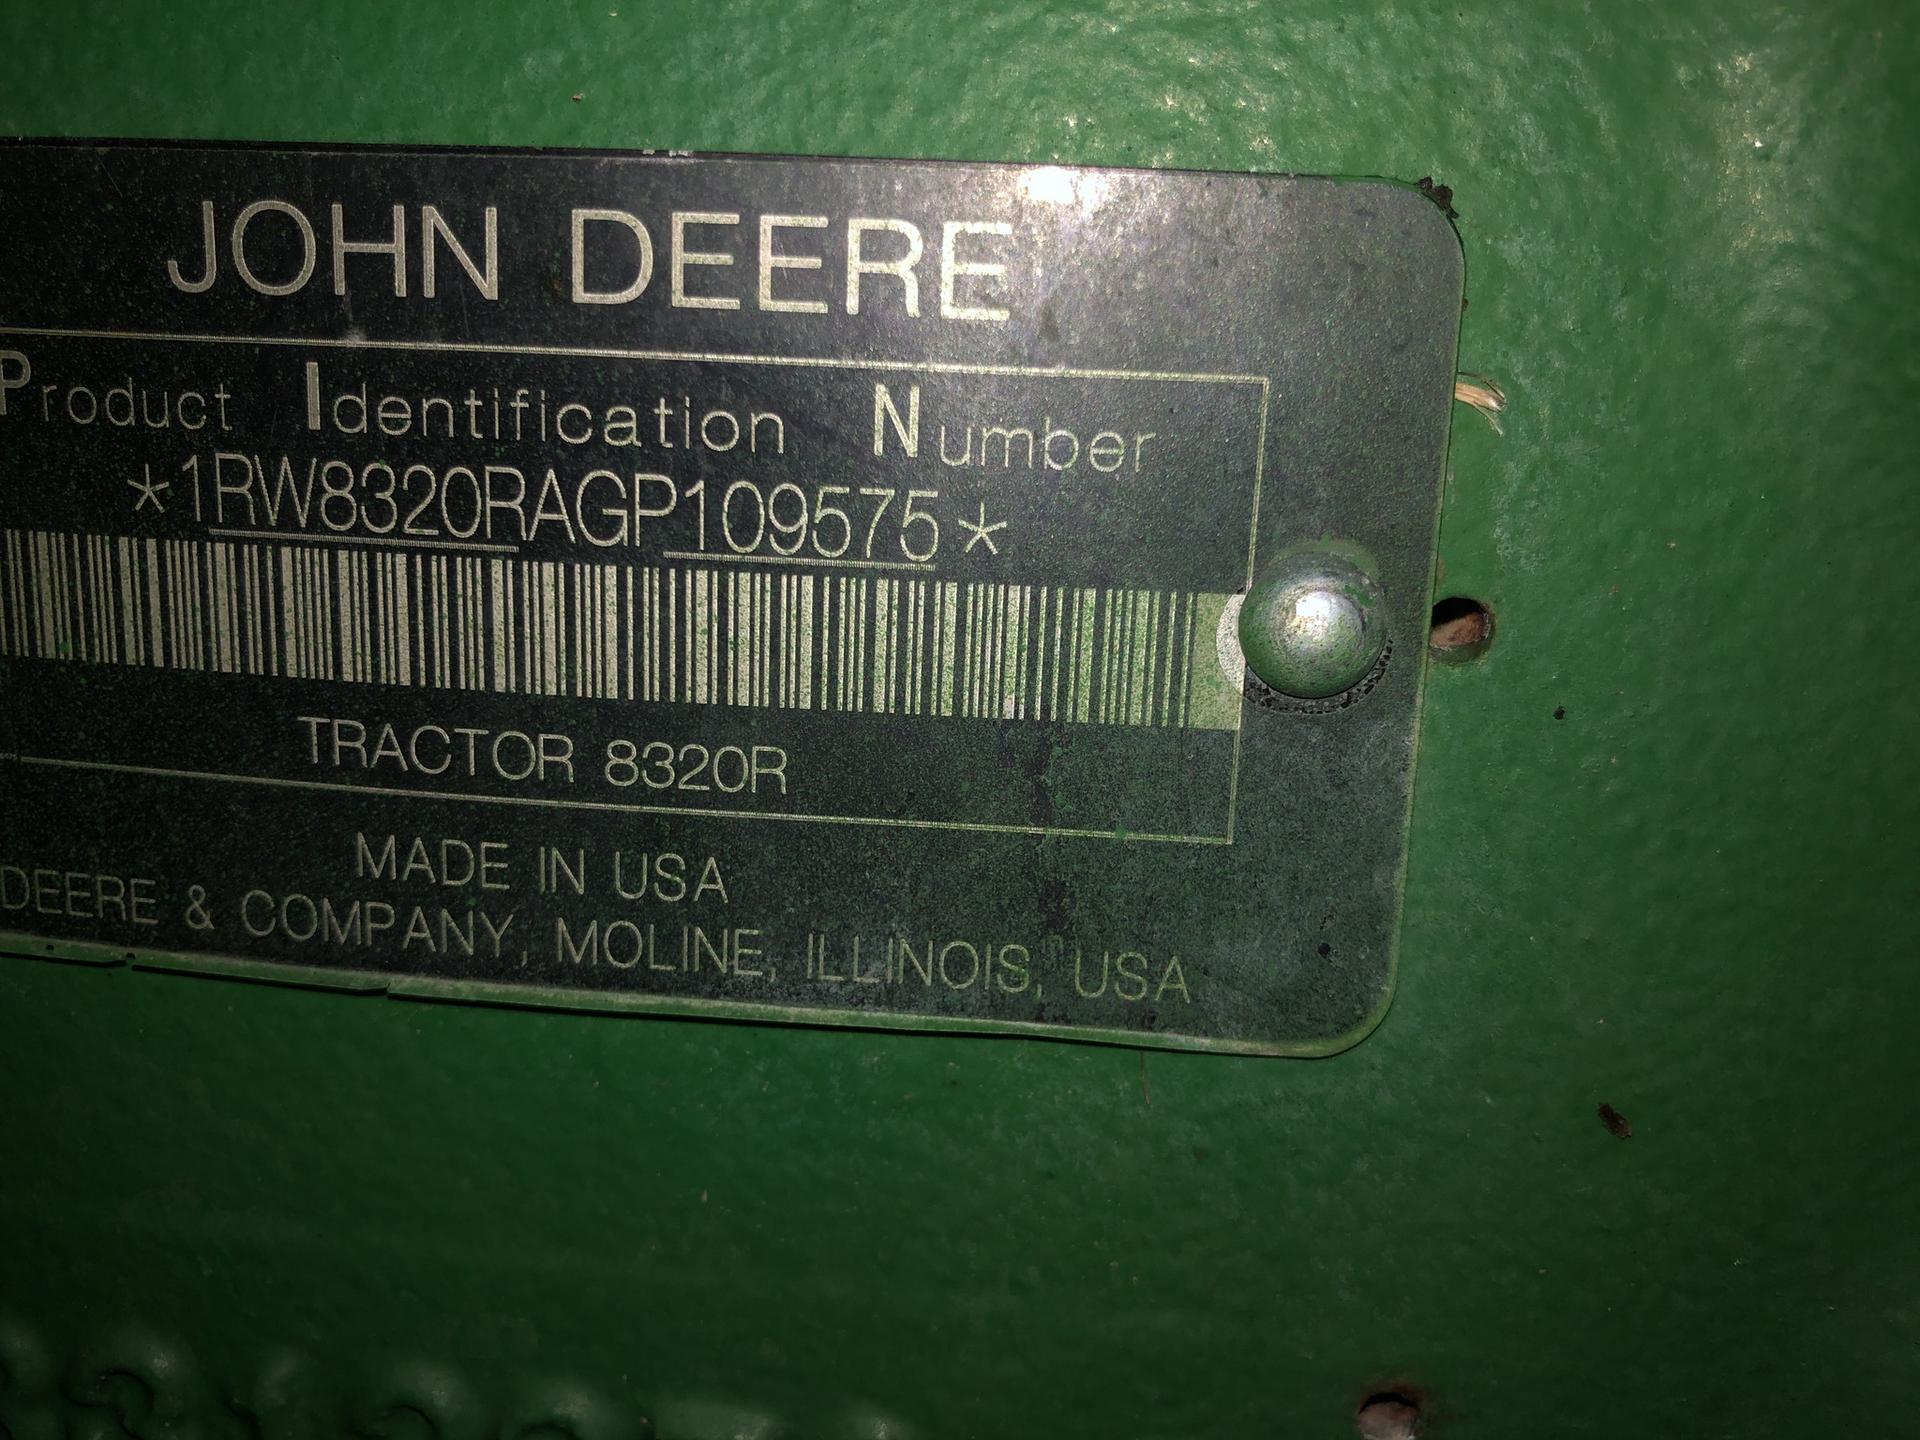 JOHN DEERE
Product Identification Number
*1RW8320RAGP109575*
TRACTOR 8320R
MADE IN USA
DEERE & COMPANY, MOLINE, ILLINOIS, USA